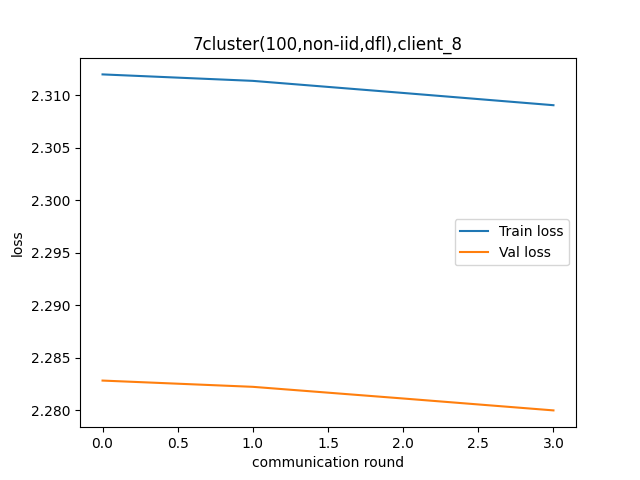 7cluster(100,non-iid,dfl),client_8
2.310
2.305
2.300
2.295
2.290
2.285
2.280
loss
Train loss
Val loss
0.0 0.5 1.0 1.5 2.0 2.5 3.0
communication round